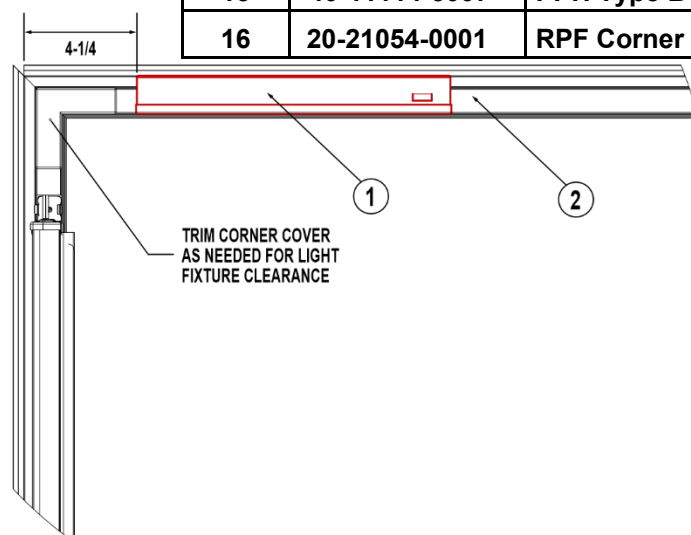 16 20-21054-0001 RPF Corner
4-1/4
1
2
TRIM CORNER COVER
AS NEEDED FOR LIGHT
FIXTURE CLEARANCE